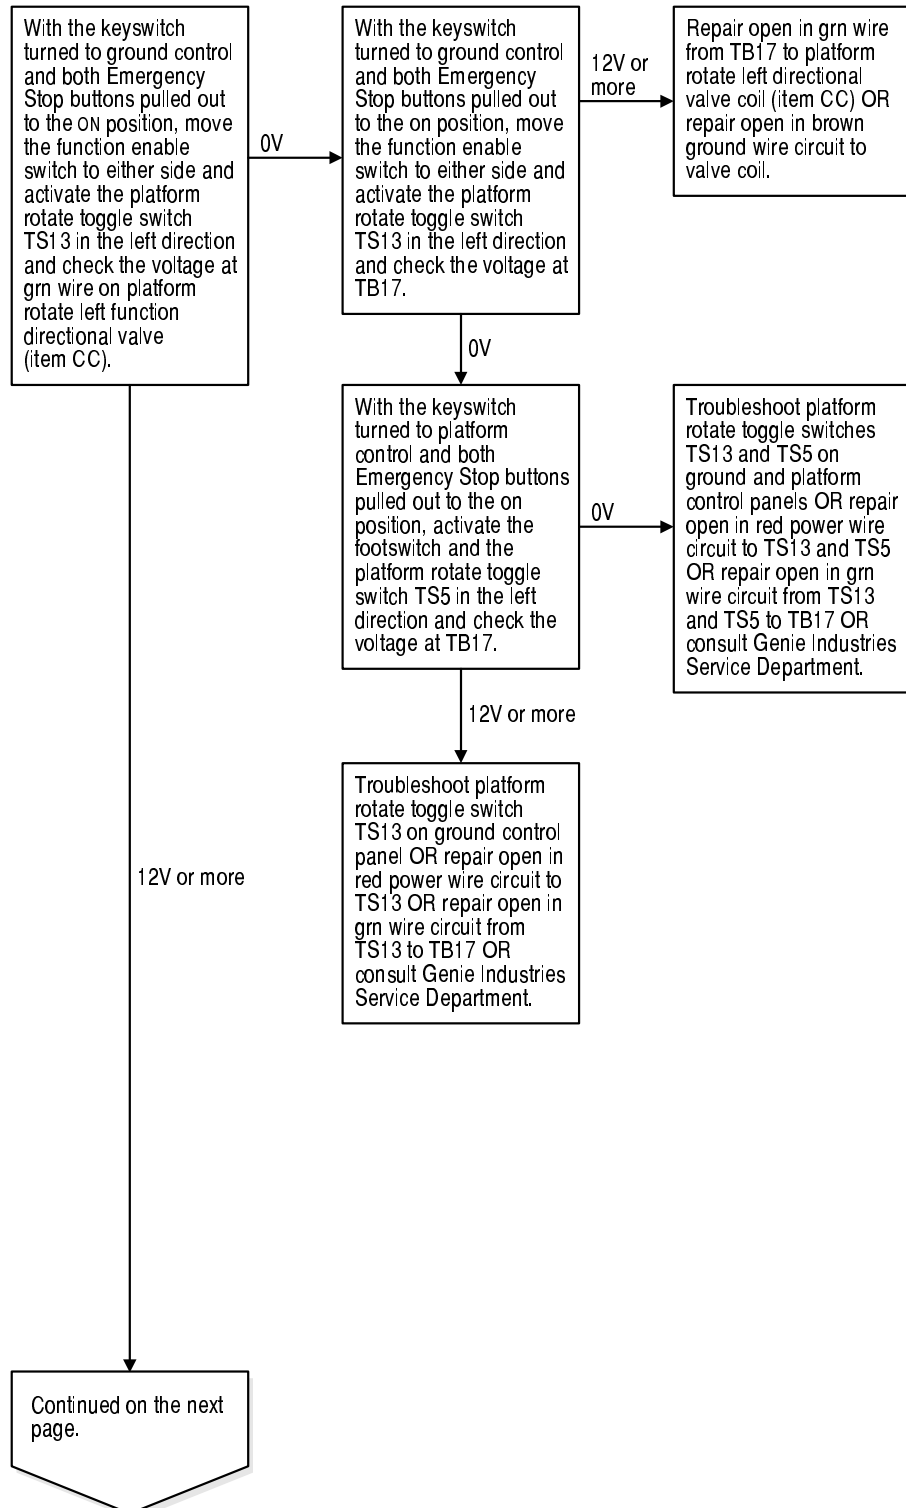 With the keyswitch
turned to ground control
and both Emergency
Stop buttons pulled out
to the ON position, move
the function enable
switch to either side and
activate the platform
rotate toggle switch
TS13 in the left direction
and check the voltage at
grn wire on platform
rotate left function
directional valve
(item CC).
0V
With the keyswitch
turned to ground control
and both Emergency
Stop buttons pulled out
to the on position, move
the function enable
switch to either side and
activate the platform
rotate toggle switch
TS13 in the left direction
and check the voltage at
TB17.
12V or
more
Repair open in grn wire
from TB17 to platform
rotate left directional
valve coil (item CC) OR
repair open in brown
ground wire circuit to
valve coil.
0V
With the keyswitch
turned to platform
control and both
Emergency Stop buttons
pulled out to the on
position, activate the
footswitch and the
platform rotate toggle
switch TS5 in the left
direction and check the
voltage at TB17.
0V
Troubleshoot platform
rotate toggle switches
TS13 and TS5 on
ground and platform
control panels OR repair
open in red power wire
circuit to TS13 and TS5
OR repair open in grn
wire circuit from TS13
and TS5 to TB17 OR
consult Genie Industries
Service Department.
12V or more
Troubleshoot platform
rotate toggle switch
TS13 on ground control
panel OR repair open in
red power wire circuit to
TS13 OR repair open in
grn wire circuit from
TS13 to TB17 OR
consult Genie Industries
Service Department.
12V or more
Continued on the next
page.